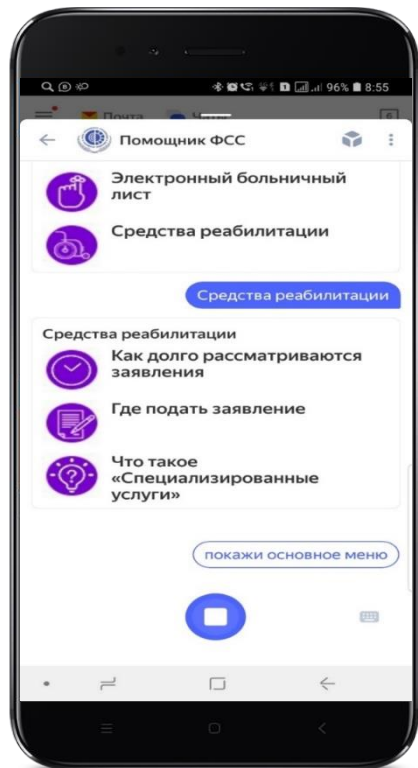 96% 8:55
Почта
6
Помощник ФСС
Электронный больничный
лист
Средства реабилитации
Средства реабилитации
Средства реабилитации
Как долго рассматриваются
заявления
Где подать заявление
Что такое
«Специализированные
услуги»
покажи основное меню